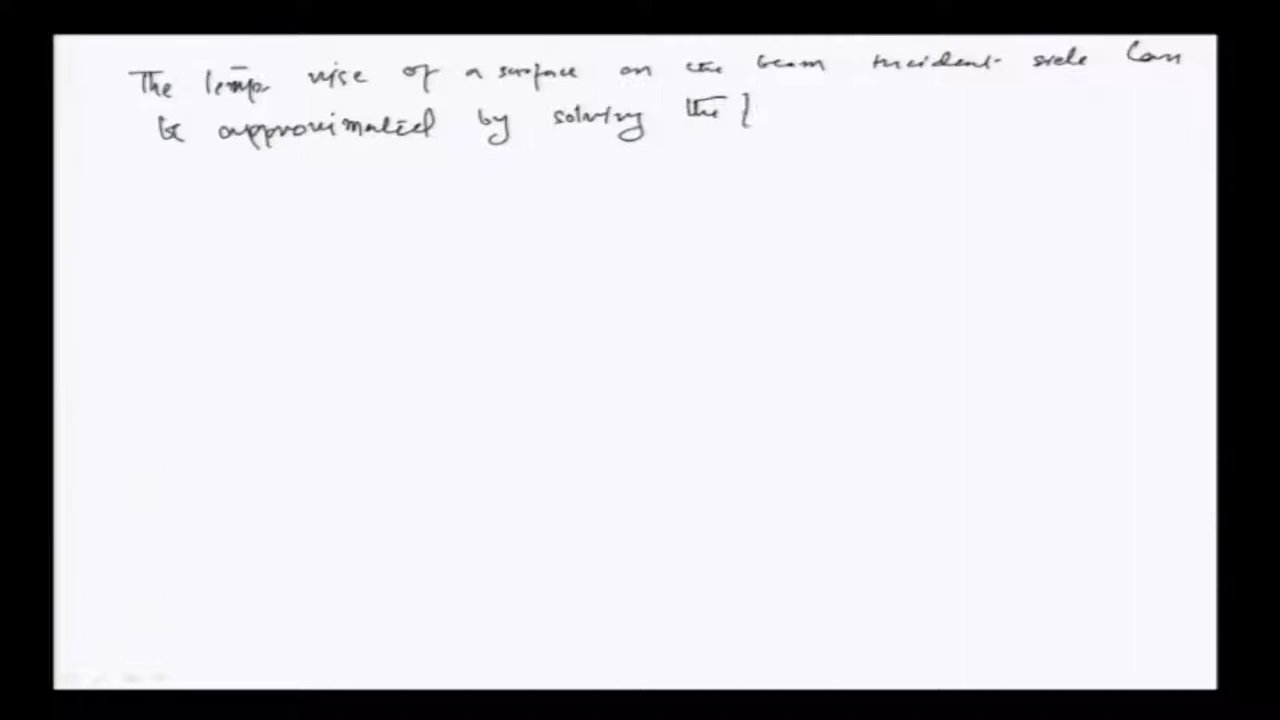 The temp rise of a surface on the beam incident side can
be approximated by solving the